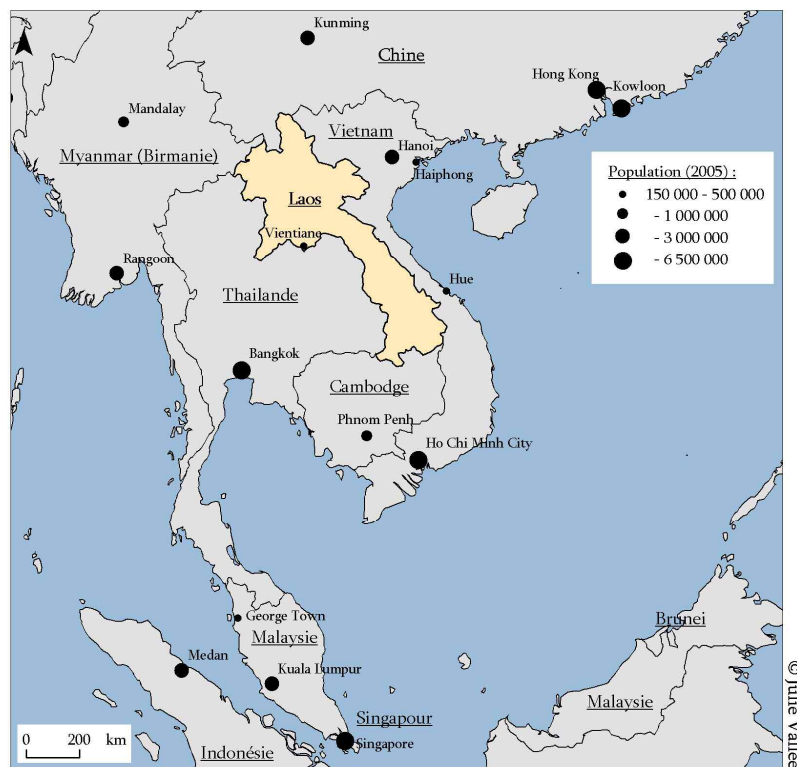 N
Kunming
Chine
Hong Kong
Kowloon
Mandalay
Vietnam
Hanoi
Myanmar (Birmanie)
Haiphong
Population (2005) :
150 000 - 500 000
- 1 000 000
- 3 000 000
- 6 500 000
Laos
Vientiane
Rangoon
Hue
Thailande
Bangkok
Cambodge
Phnom Penh
Ho Chi Minh City
George Town
Malaysie
Brunei
Medan
Kuala Lumpur
Malaysie
Singapour
Singapore
Indonésie
0 200 km
© Julie Vallée